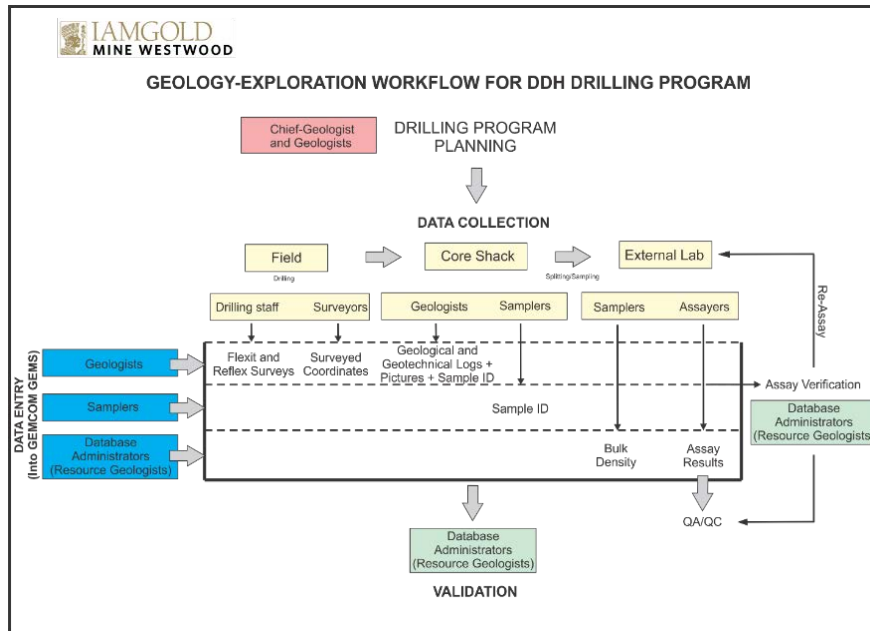 IAMGOLD
MINE WESTWOOD
GEOLOGY-EXPLORATION WORKFLOW FOR DDH DRILLING PROGRAM
Chief-Geologist
and Geologists
DRILLING PROGRAM
PLANNING
DATA COLLECTION
Field
Drilling
Core Shack
Splitting/Sampling
External Lab
Re-Assay
Drilling staff
Surveyors
Geologists
Samplers
Samplers
Assayers
DATA ENTRY
(Into GEMCOM GEMS)
Geologists
Flexit and
Reflex Surveys
Surveyed
Coordinates
Geological and
Geotechnical Logs +
Pictures + Sample ID
Assay Verification
Samplers
Sample ID
Database
Administrators
(Resource Geologists)
Database
Administrators
(Resource Geologists)
Bulk
Density
Assay
Results
QA/QC
Database
Administrators
(Resource Geologists)
VALIDATION